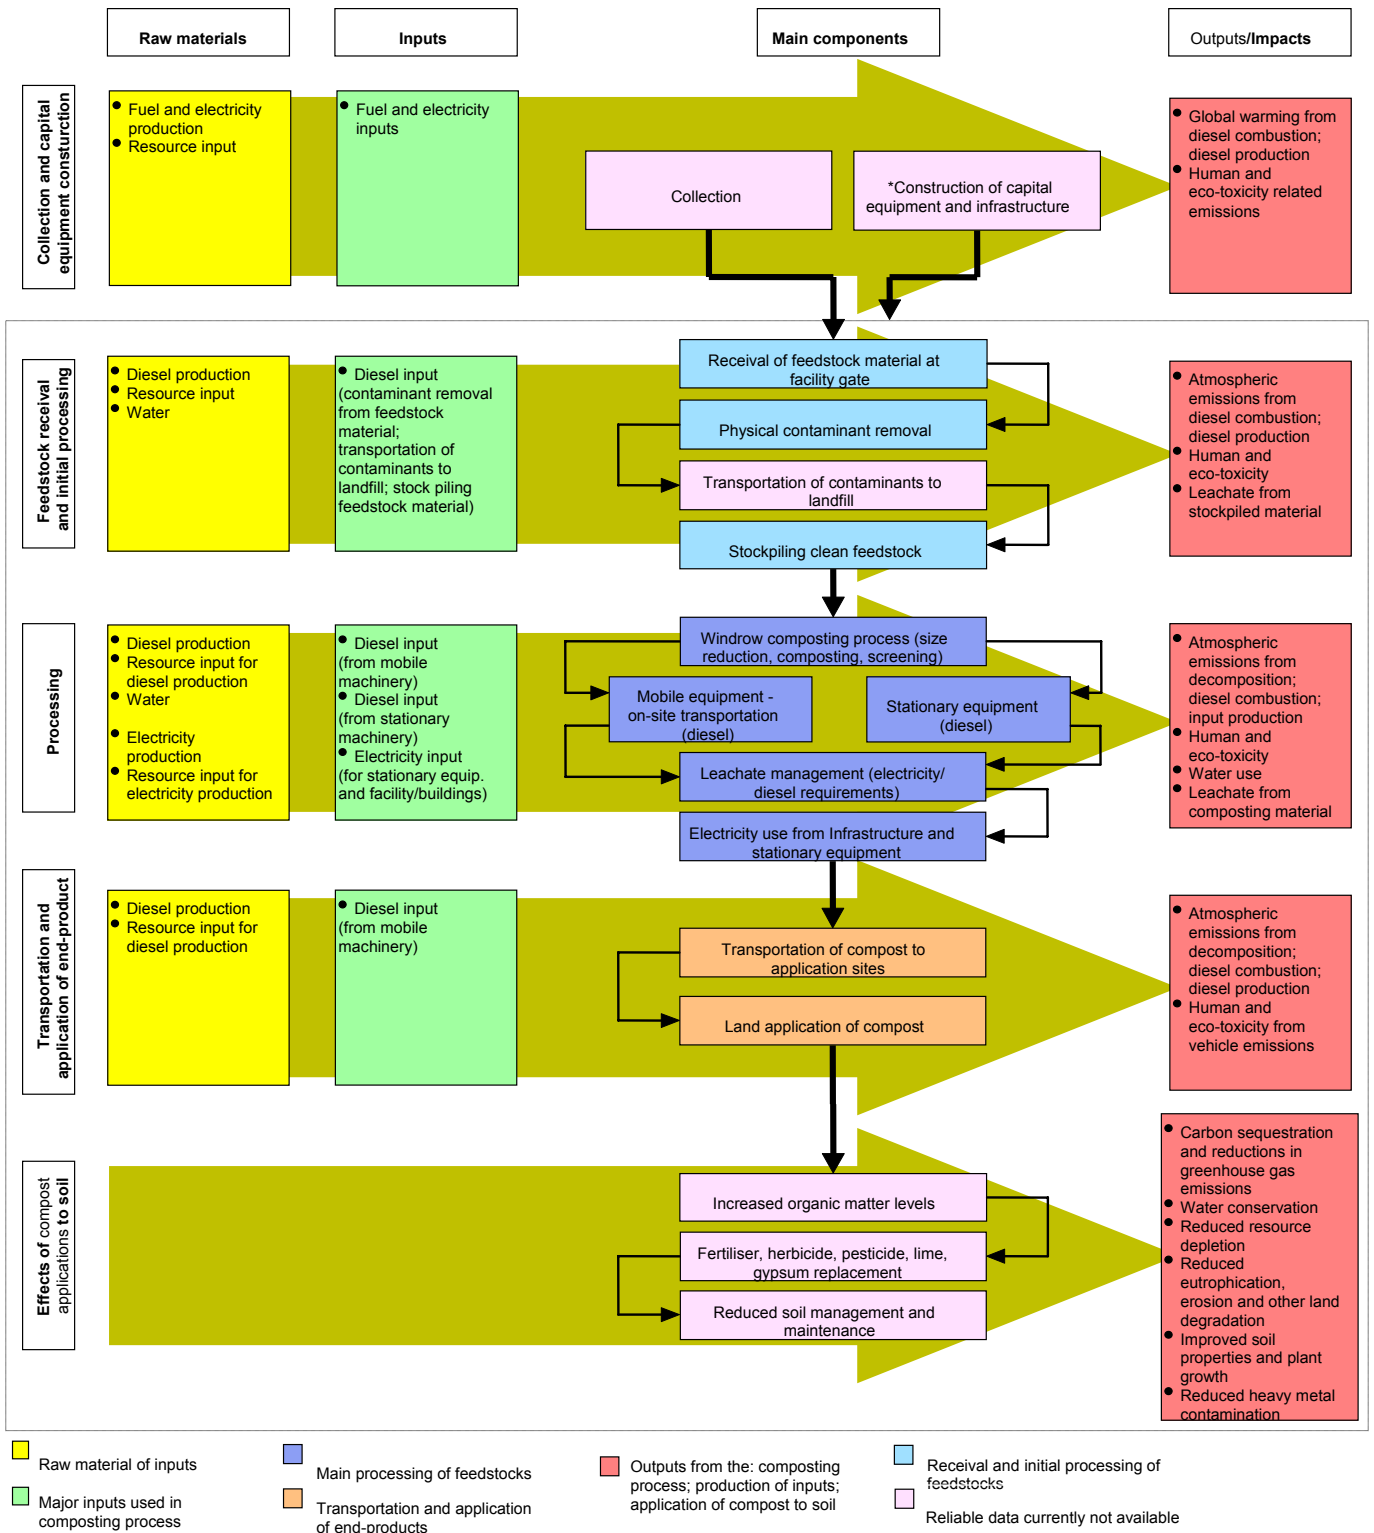 Raw materials
Inputs
Main components
Outputs/Impacts
Collection and capital
equipment consturction
Fuel and electricity
production
Resource input
Fuel and electricity
inputs
Collection
*Construction of capital
equipment and infrastructure
Global warming from
diesel combustion;
diesel production
Human and
eco-toxicity related
emissions
Feedstock receival
and initial processing
Diesel production
Resource input
Water
Diesel input
(contaminant removal
from feedstock
material;
transportation of
contaminants to
landfill; stock piling
feedstock material)
Receival of feedstock material at
facility gate
Physical contaminant removal
Transportation of contaminants to
landfill
Stockpiling clean feedstock
Atmospheric
emissions from
diesel combustion;
diesel production
Human and
eco-toxicity
Leachate from
stockpiled material
Processing
Diesel production
Resource input for
diesel production
Water
Electricity
production
Resource input for
electricity production
Diesel input
(from mobile
machinery)
Diesel input
(from stationary
machinery)
Electricity input
(for stationary equip.
and facility/buildings)
Windrow composting process (size
reduction, composting, screening)
Mobile equipment -
on-site transportation
(diesel)
Stationary equipment
(diesel)
Leachate management (electricity/
diesel requirements)
Electricity use from Infrastructure and
stationary equipment
Atmospheric
emissions from
decomposition;
diesel combustion;
input production
Human and
eco-toxicity
Water use
Leachate from
composting material
Transportation and
application of end-product
Diesel production
Resource input for
diesel production
Diesel input
(from mobile
machinery)
Transportation of compost to
application sites
Land application of compost
Atmospheric
emissions from
decomposition;
diesel combustion;
diesel production
Human and
eco-toxicity from
vehicle emissions
Effects of compost
applications to soil
Increased organic matter levels
Fertiliser, herbicide, pesticide, lime,
gypsum replacement
Reduced soil management and
maintenance
Carbon sequestration
and reductions in
greenhouse gas
emissions
Water conservation
Reduced resource
depletion
Reduced
eutrophication,
erosion and other land
degradation
Improved soil
properties and plant
growth
Reduced heavy metal
contamination
Raw material of inputs
Major inputs used in
composting process
Main processing of feedstocks
Transportation and application
of end-products
Outputs from the: composting
process; production of inputs;
application of compost to soil
Receival and initial processing of
feedstocks
Reliable data currently not available